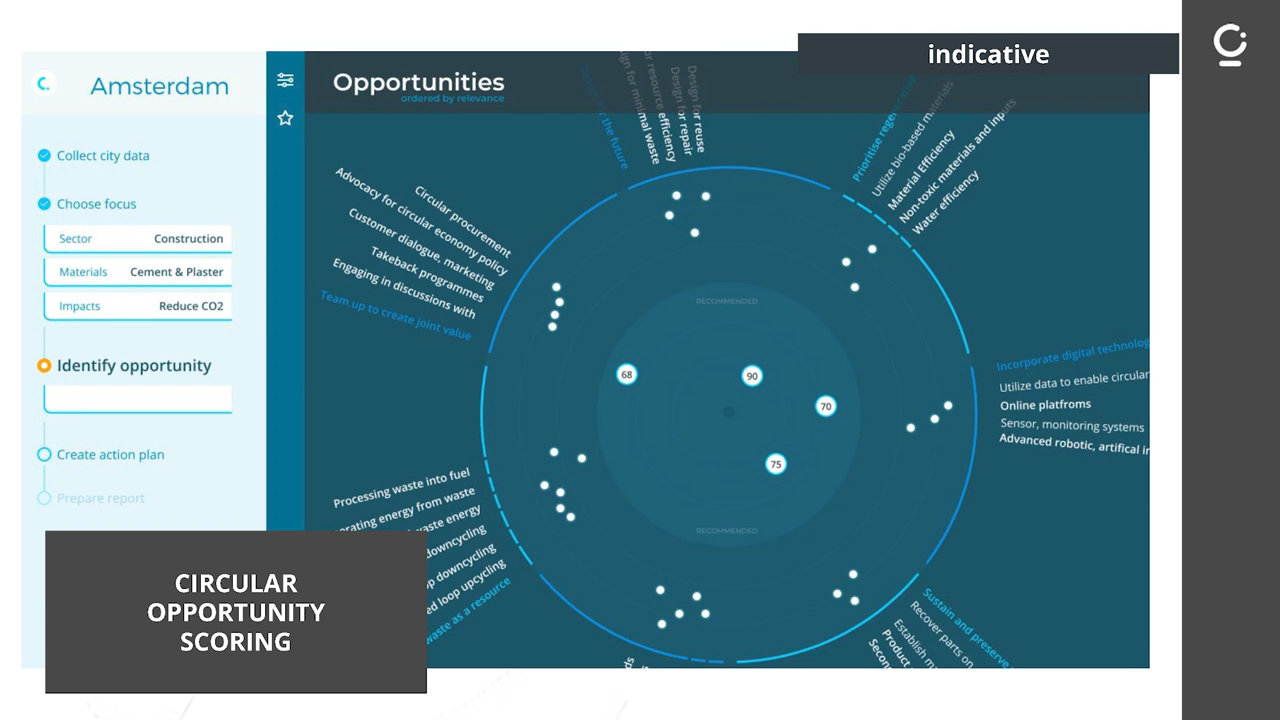 indicative
Amsterdam
Opportunities
ordered by relevance
Collect city data
Choose focus
Sector Construction
Materials Cement & Plaster
Impacts Reduce CO2
Identify opportunity
Create action plan
Prepare report
CIRCULAR
OPPORTUNITY
SCORING
Circular procurement
Advocacy for circular economy policy
Customer dialogue, marketing
Takeback programmes
Engaging in discussions with
Team up to create joint value
the future
for minimal waste
for resource efficiency
Design for repair
Design for reuse
Prioritise
Utilize bio-based materials
Material Efficiency
Non-toxic materials and inputs
Water efficiency
Incorporate digital
Utilize data to enable circular
Online platfroms
Sensor, monitoring systems
Advanced robotic, artifical
Sustain and preserve
Recover parts on
Establish
Product
Processing waste into fuel
energy from waste
waste energy
downcycling
downcycling
loop upcycling
waste as a resource
RECOMMENDED
68
90
70
75
RECOMMENDED